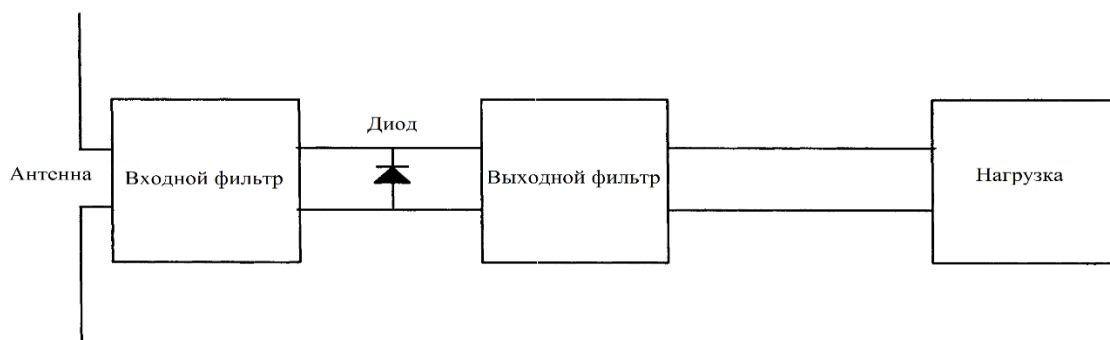 Диод
Антенна
Входной фильтр
Выходной фильтр
Нагрузка